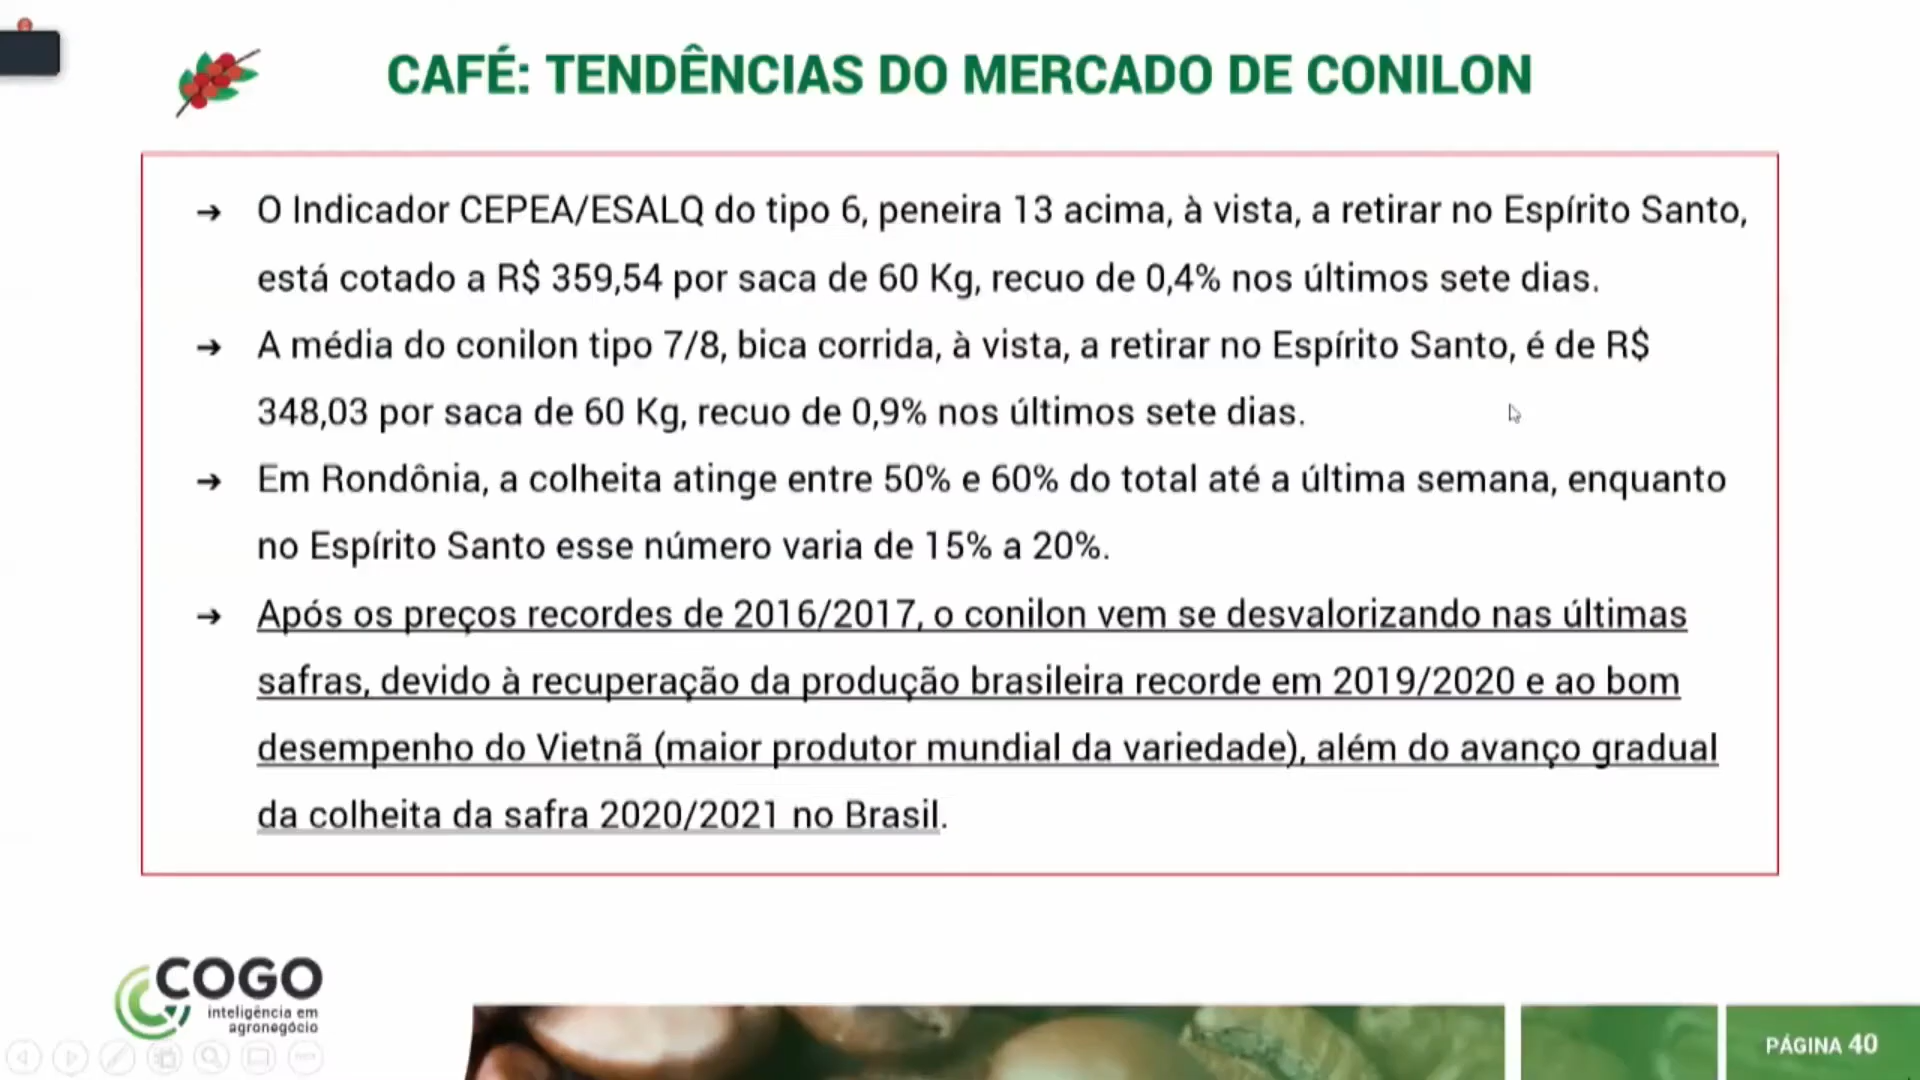 CAFÉ: TENDÊNCIAS DO MERCADO DE CONILON
→ O Indicador CEPEA/ESALQ do tipo 6, peneira 13 acima, à vista, a retirar no Espírito Santo,
está cotado a R$ 359,54 por saca de 60 Kg, recuo de 0,4% nos últimos sete dias.
→ A média do conilon tipo 7/8, bica corrida, à vista, a retirar no Espírito Santo, é de R$
348,03 por saca de 60 Kg, recuo de 0,9% nos últimos sete dias.
→ Em Rondônia, a colheita atinge entre 50% e 60% do total até a última semana, enquanto
no Espírito Santo esse número varia de 15% a 20%.
→ Após os preços recordes de 2016/2017, o conilon vem se desvalorizando nas últimas
safras, devido à recuperação da produção brasileira recorde em 2019/2020 e ao bom
desempenho do Vietnã (maior produtor mundial da variedade), além do avanço gradual
da colheita da safra 2020/2021 no Brasil.
COGO
inteligência em
agronegócio
PÁGINA 40